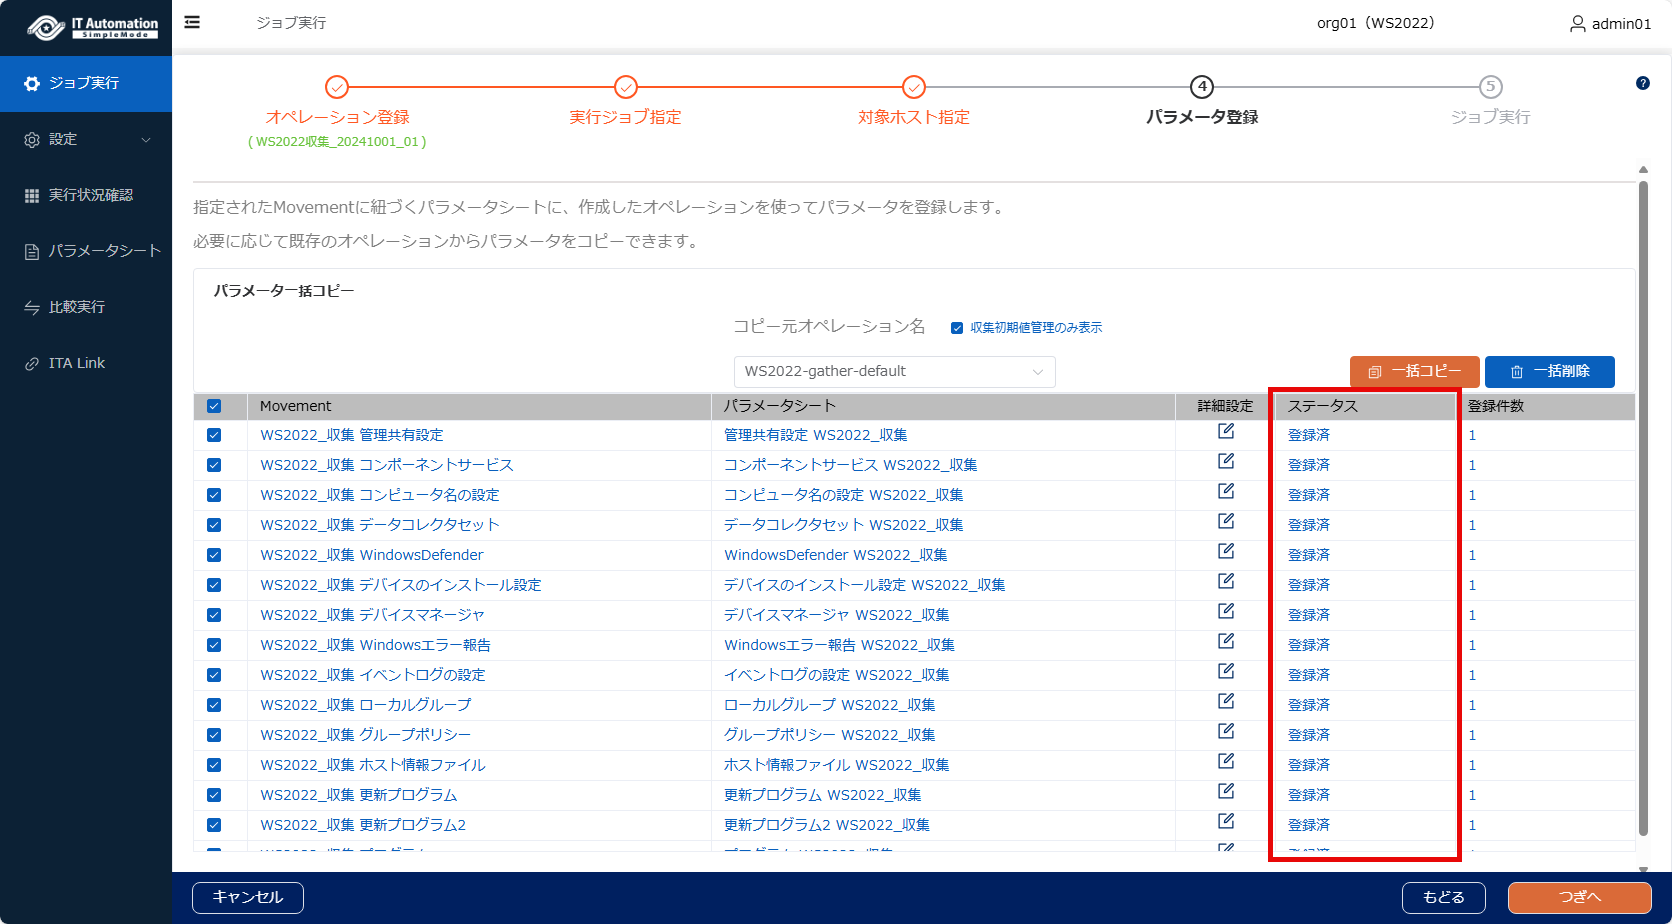 IT Automation
SimpleMode
ジョブ実行
org01（WS2022）
admin01
ジョブ実行
設定
実行状況確認
パラメータシート
比較実行
ITA Link
4
5
?
オペレーション登録
実行ジョブ指定
対象ホスト指定
パラメータ登録
ジョブ実行
( WS2022収集_20241001_01 )
指定されたMovementに紐づくパラメータシートに、作成したオペレーションを使ってパラメータを登録します。
必要に応じて既存のオペレーションからパラメータをコピーできます。
パラメータ一括コピー
コピー元オペレーション名 収集初期値管理のみ表示
WS2022-gather-default
一括コピー 一括削除
Movement パラメータシート 詳細設定 ステータス 登録件数
WS2022_収集 管理共有設定 管理共有設定 WS2022_収集 登録済 1
WS2022_収集 コンポーネントサービス コンポーネントサービス WS2022_収集 登録済 1
WS2022_収集 コンピュータ名の設定 コンピュータ名の設定 WS2022_収集 登録済 1
WS2022_収集 データコレクタセット データコレクタセット WS2022_収集 登録済 1
WS2022_収集 WindowsDefender WindowsDefender WS2022_収集 登録済 1
WS2022_収集 デバイスのインストール設定 デバイスのインストール設定 WS2022_収集 登録済 1
WS2022_収集 デバイスマネージャ デバイスマネージャ WS2022_収集 登録済 1
WS2022_収集 Windowsエラー報告 Windowsエラー報告 WS2022_収集 登録済 1
WS2022_収集 イベントログの設定 イベントログの設定 WS2022_収集 登録済 1
WS2022_収集 ローカルグループ ローカルグループ WS2022_収集 登録済 1
WS2022_収集 グループポリシー グループポリシー WS2022_収集 登録済 1
WS2022_収集 ホスト情報ファイル ホスト情報ファイル WS2022_収集 登録済 1
WS2022_収集 更新プログラム 更新プログラム WS2022_収集 登録済 1
WS2022_収集 更新プログラム2 更新プログラム2 WS2022_収集 登録済 1
キャンセル もどる つぎへ